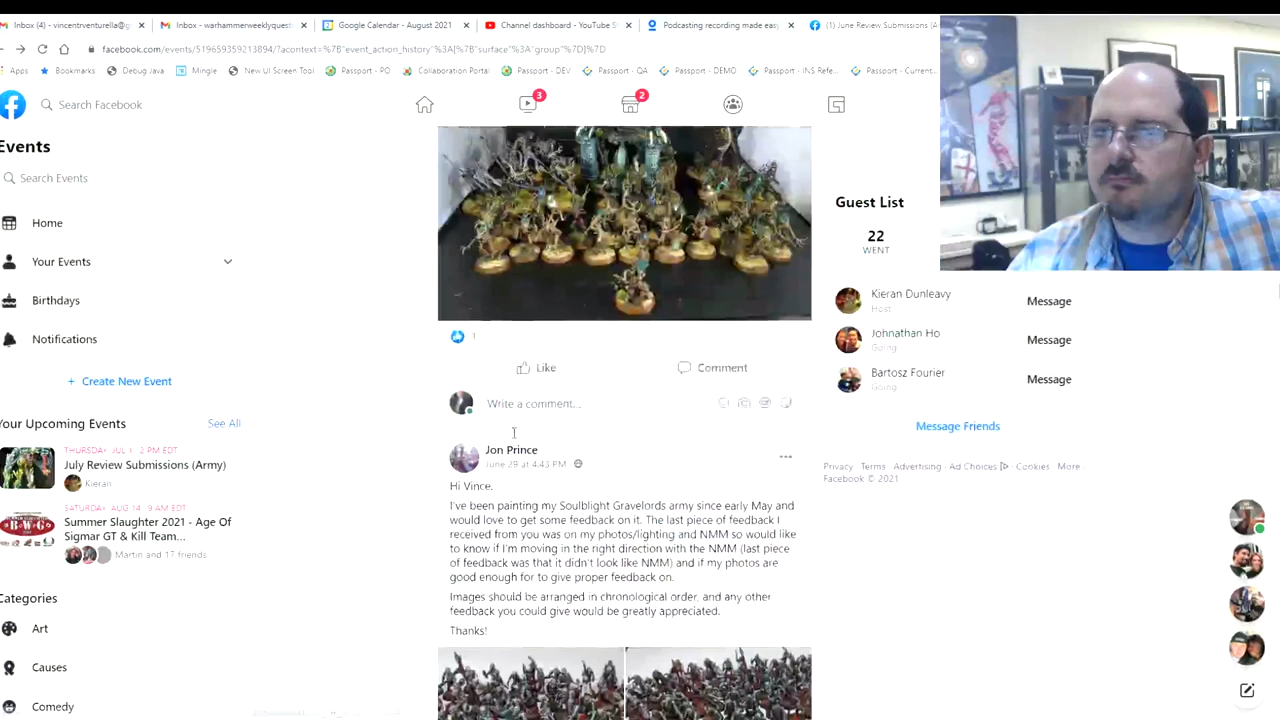 Inbox (4) - vincentrventurella@g
Inbox - warhammerweeklyquest
Google Calendar - August 2021
Channel dashboard - YouTube S
Podcasting recording made easy
(1) June Review Submissions (A
facebook.com/events/519659359213894/?acontext=%7B"event_action_history"%3A[%7B"surface"%3A"group"%7D]%7D
Apps
Bookmarks
Debug Java
Mingle
New UI Screen Tool
Passport - PO
Collaboration Portal
Passport - DEV
Passport - QA
Passport - DEMO
Passport - INS Refe...
Passport - Current...
Search Facebook
3
2
Events
Search Events
Home
Your Events
Birthdays
Notifications
+ Create New Event
Your Upcoming Events
See All
THURSDAY, JUL 1 · 2 PM EDT
July Review Submissions (Army)
Kieran
SATURDAY, AUG 14 · 9 AM EDT
Summer Slaughter 2021 - Age Of
Sigmar GT & Kill Team...
Martin and 17 friends
Categories
Art
Causes
Comedy
1
Like
Comment
Write a comment...
Jon Prince
June 29 at 4:43 PM
Hi Vince,
I've been painting my Soulblight Gravelords army since early May and
would love to get some feedback on it. The last piece of feedback I
received from you was on my photos/lighting and NMM so would like
to know if I'm moving in the right direction with the NMM (last piece
of feedback was that it didn't look like NMM) and if my photos are
good enough for to give proper feedback on.
Images should be arranged in chronological order, and any other
feedback you could give would be greatly appreciated.
Thanks!
Guest List
22
WENT
Kieran Dunleavy
Host
Message
Johnathan Ho
Going
Message
Bartosz Fourier
Going
Message
Message Friends
Privacy · Terms · Advertising · Ad Choices · Cookies · More ·
Facebook © 2021